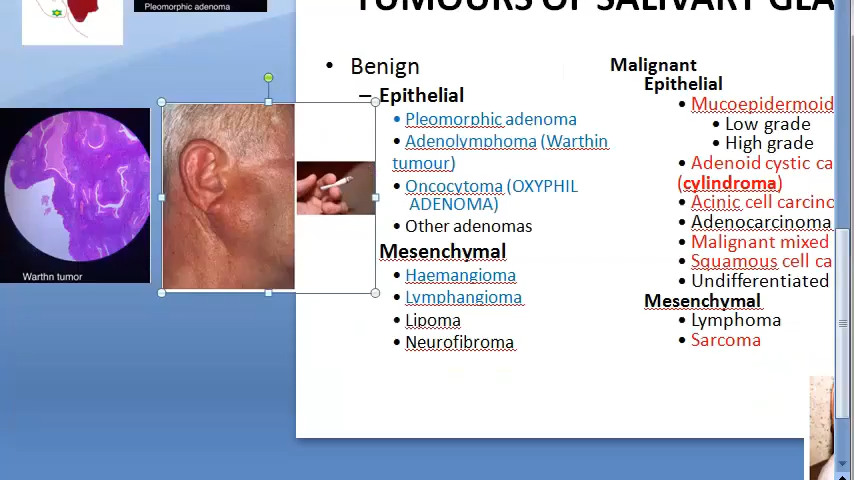 Pleomorphic adenoma
TUMOURS OF SALIVARY GLA
• Benign
– Epithelial
• Pleomorphic adenoma
• Adenolymphoma (Warthin
tumour)
• Oncocytoma (OXYPHIL
ADENOMA)
• Other adenomas
Mesenchymal
• Haemangioma
• Lymphangioma
• Lipoma
• Neurofibroma
Malignant
Epithelial
• Mucoepidermoid
• Low grade
• High grade
• Adenoid cystic ca
(cylindroma)
• Acinic cell carcino
• Adenocarcinoma
• Malignant mixed
• Squamous cell ca
• Undifferentiated
Mesenchymal
• Lymphoma
• Sarcoma
Warthn tumor